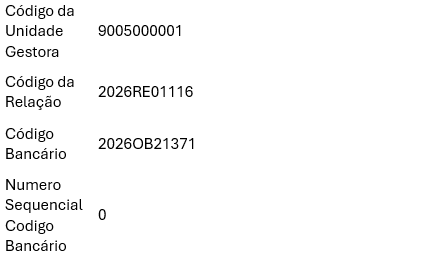 Código da
Unidade
Gestora
9005000001
Código da
Relação
2026RE01116
Código
Bancário
2026OB21371
Numero
Sequencial
Codigo
Bancário
0